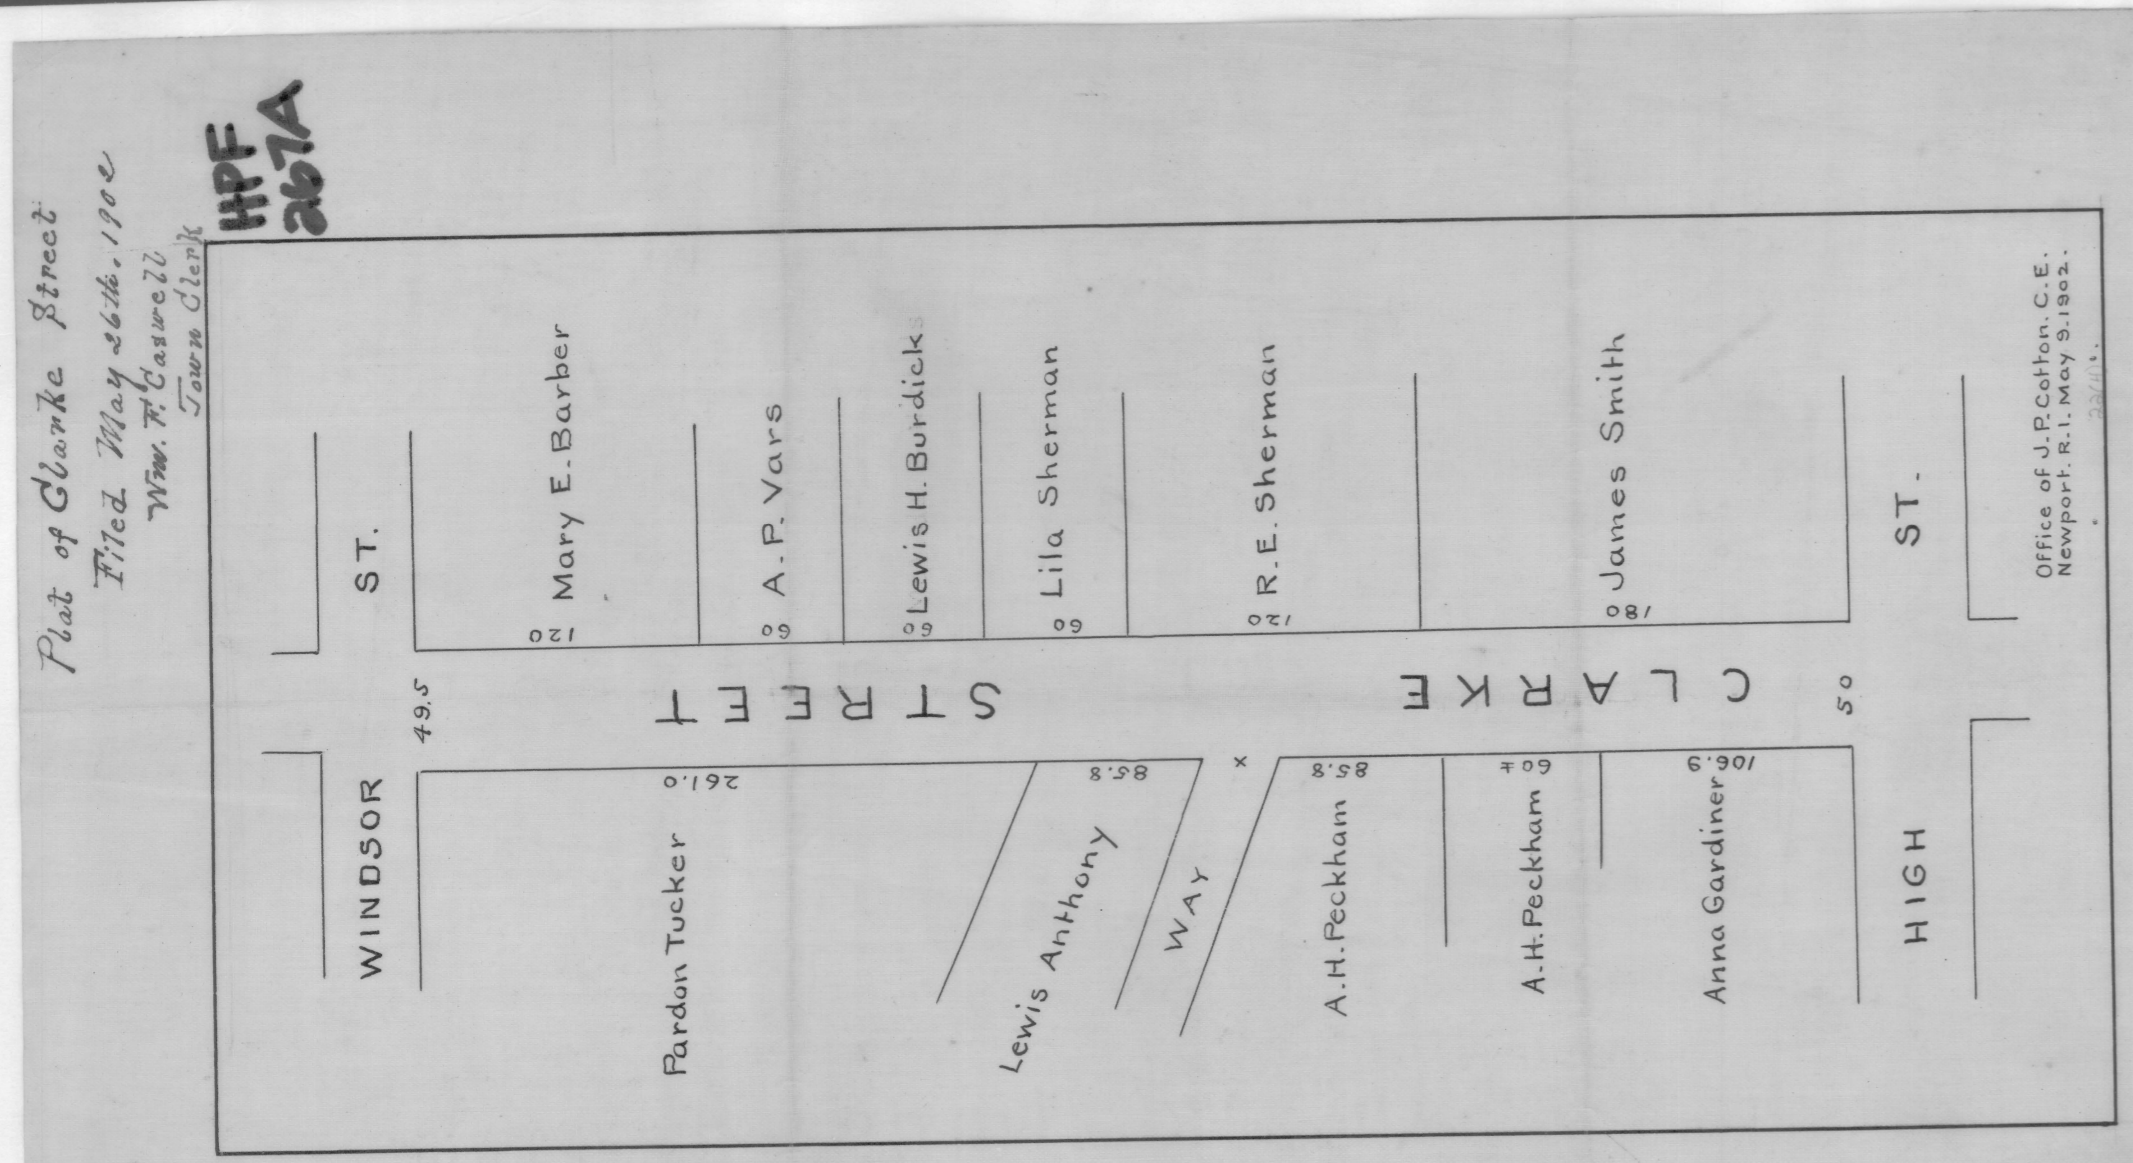 Plat of Clarke Street
Filed May 26th. 1902
Wm. F. Caswell
Town Clerk
HPF
267A
WINDSOR ST.
Mary E. Barber
120
A. P. Vars
60
Lewis H. Burdick
60
Lila Sherman
60
R. E. Sherman
120
James Smith
180
49.5
CLARKE STREET
50
Pardon Tucker
261.0
Lewis Anthony
85.8
WAY
x
A. H. Peckham
85.8
A. H. Peckham
60±
Anna Gardiner
106.9
HIGH ST.
Office of J. P. Cotton. C. E.
Newport. R. I. May 9. 1902.